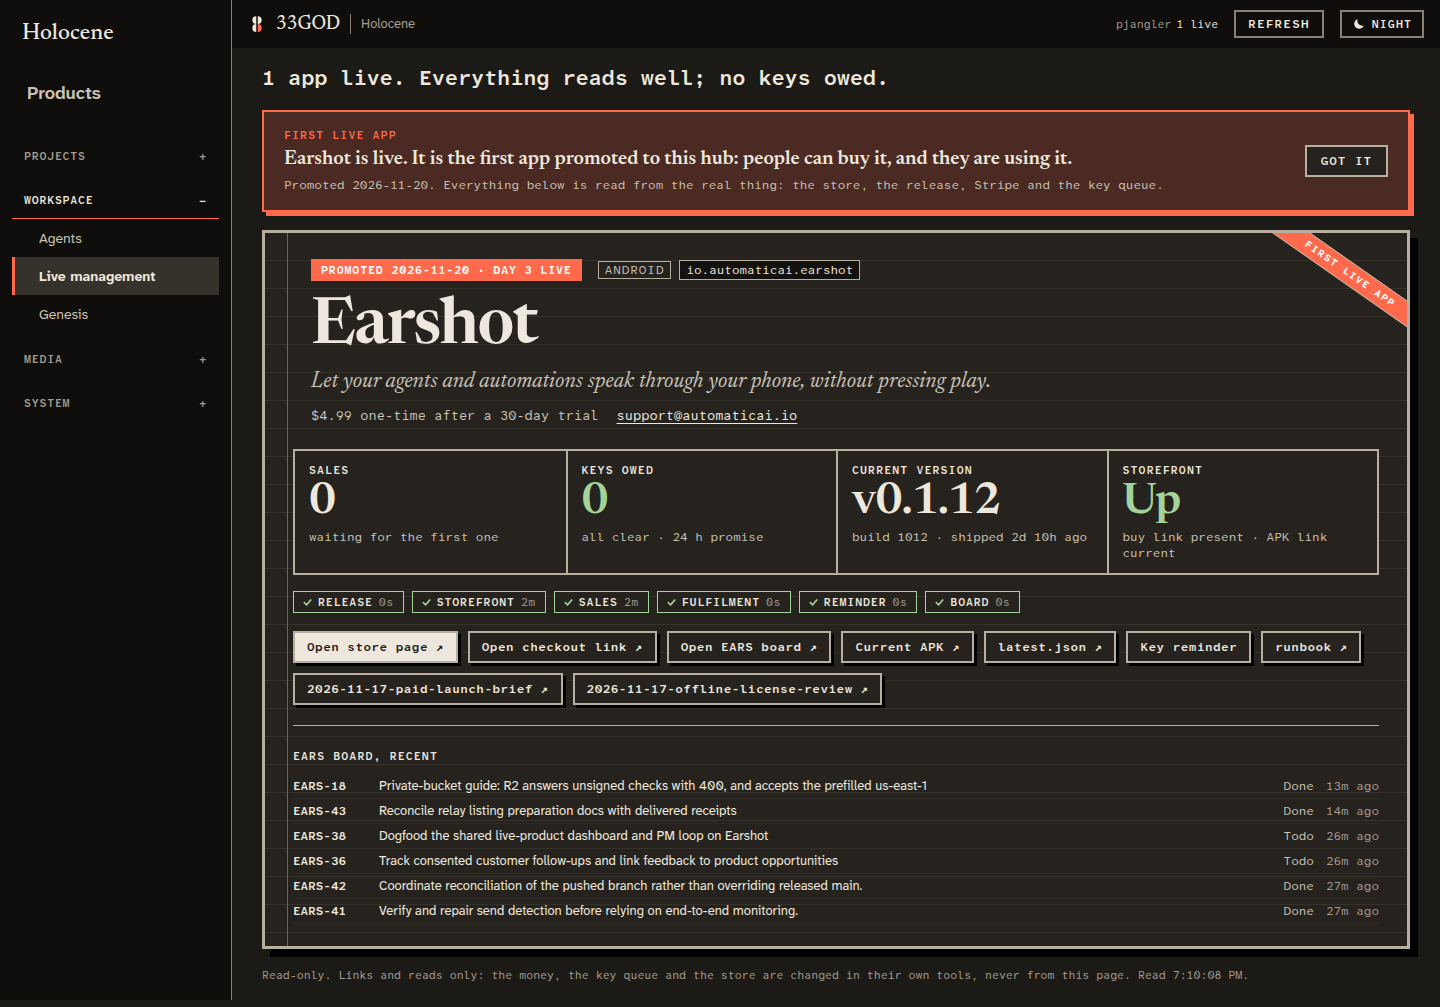 Holocene
Products
PROJECTS +
WORKSPACE −
Agents
Live management
Genesis
MEDIA +
SYSTEM +
33GOD Holocene
pjangler 1 live REFRESH NIGHT
1 app live. Everything reads well; no keys owed.
FIRST LIVE APP
Earshot is live. It is the first app promoted to this hub: people can buy it, and they are using it.
Promoted 2026-11-20. Everything below is read from the real thing: the store, the release, Stripe and the key queue.
GOT IT
FIRST LIVE APP
PROMOTED 2026-11-20 · DAY 3 LIVE ANDROID io.automaticai.earshot
Earshot
Let your agents and automations speak through your phone, without pressing play.
$4.99 one-time after a 30-day trial support@automaticai.io
SALES
0
waiting for the first one
KEYS OWED
0
all clear · 24 h promise
CURRENT VERSION
v0.1.12
build 1012 · shipped 2d 10h ago
STOREFRONT
Up
buy link present · APK link
current
✓ RELEASE 0s ✓ STOREFRONT 2m ✓ SALES 2m ✓ FULFILMENT 0s ✓ REMINDER 0s ✓ BOARD 0s
Open store page ↗ Open checkout link ↗ Open EARS board ↗ Current APK ↗ latest.json ↗ Key reminder runbook ↗
2026-11-17-paid-launch-brief ↗ 2026-11-17-offline-license-review ↗
EARS BOARD, RECENT
EARS-18 Private-bucket guide: R2 answers unsigned checks with 400, and accepts the prefilled us-east-1 Done 13m ago
EARS-43 Reconcile relay listing preparation docs with delivered receipts Done 14m ago
EARS-38 Dogfood the shared live-product dashboard and PM loop on Earshot Todo 26m ago
EARS-36 Track consented customer follow-ups and link feedback to product opportunities Todo 26m ago
EARS-42 Coordinate reconciliation of the pushed branch rather than overriding released main. Done 27m ago
EARS-41 Verify and repair send detection before relying on end-to-end monitoring. Done 27m ago
Read-only. Links and reads only: the money, the key queue and the store are changed in their own tools, never from this page. Read 7:10:08 PM.